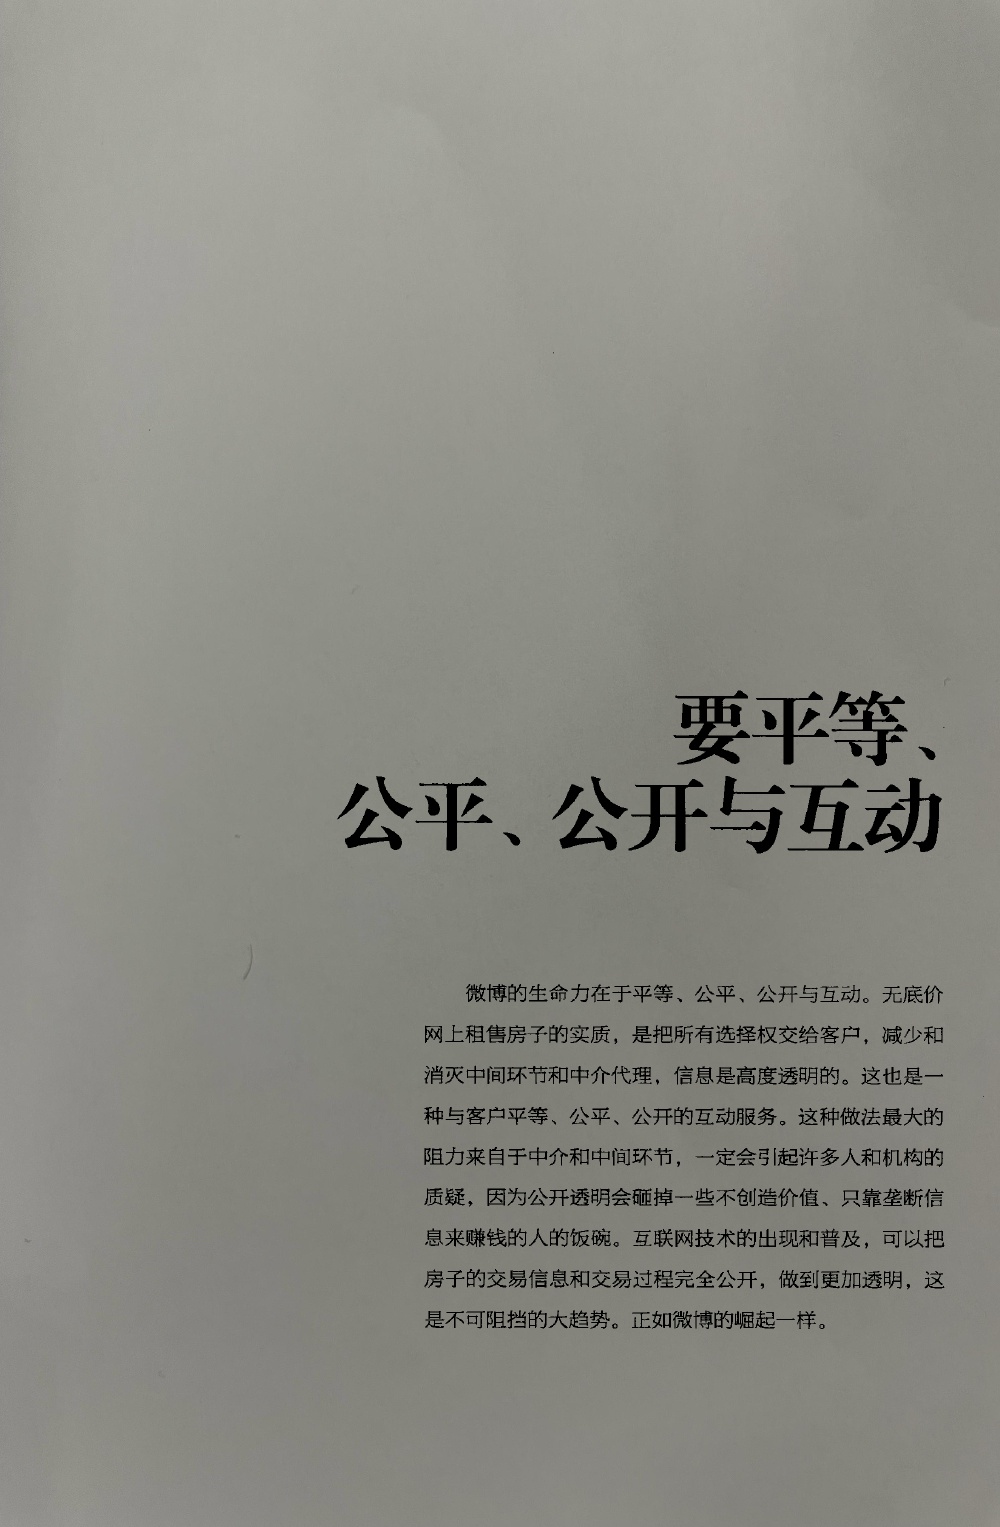 要平等、
公平、公开与互动
微博的生命力在于平等、公平、公开与互动。无底价
网上租售房子的实质，是把所有选择权交给客户，减少和
消灭中间环节和中介代理，信息是高度透明的。这也是一
种与客户平等、公平、公开的互动服务。这种做法最大的
阻力来自于中介和中间环节，一定会引起许多人和机构的
质疑，因为公开透明会砸掉一些不创造价值、只靠垄断信
息来赚钱的人的饭碗。互联网技术的出现和普及，可以把
房子的交易信息和交易过程完全公开，做到更加透明，这
是不可阻挡的大趋势。正如微博的崛起一样。